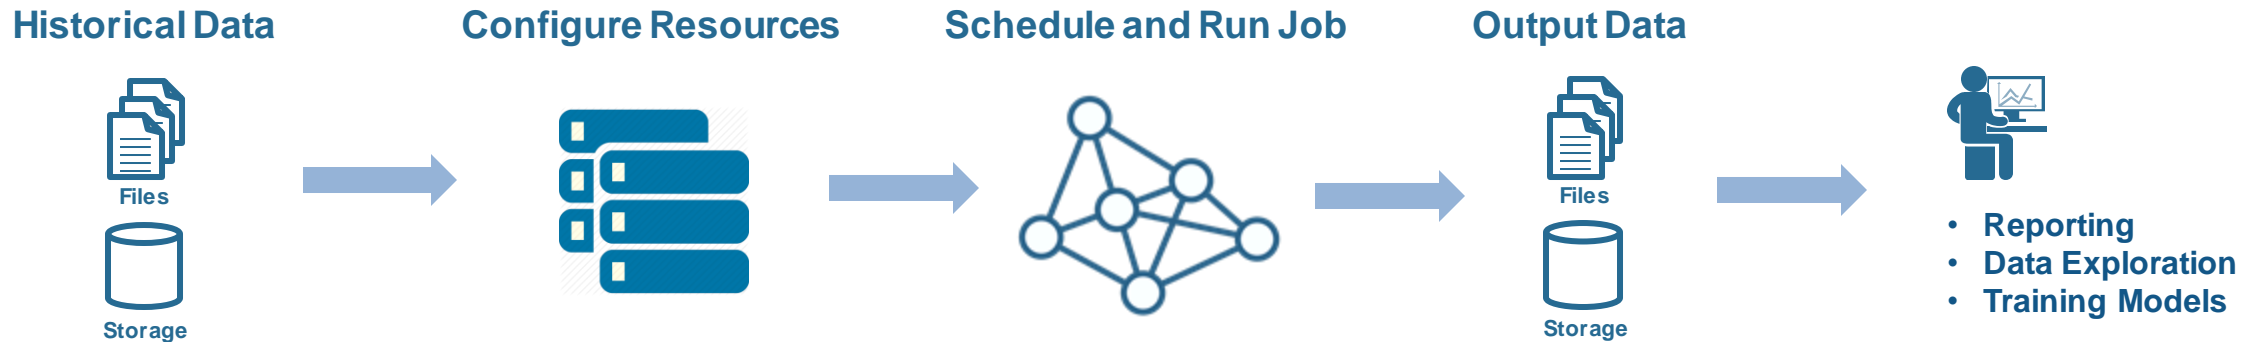 Historical Data
Configure Resources
Schedule and Run Job
Output Data
Files
Storage
Files
Storage
• Reporting
• Data Exploration
• Training Models